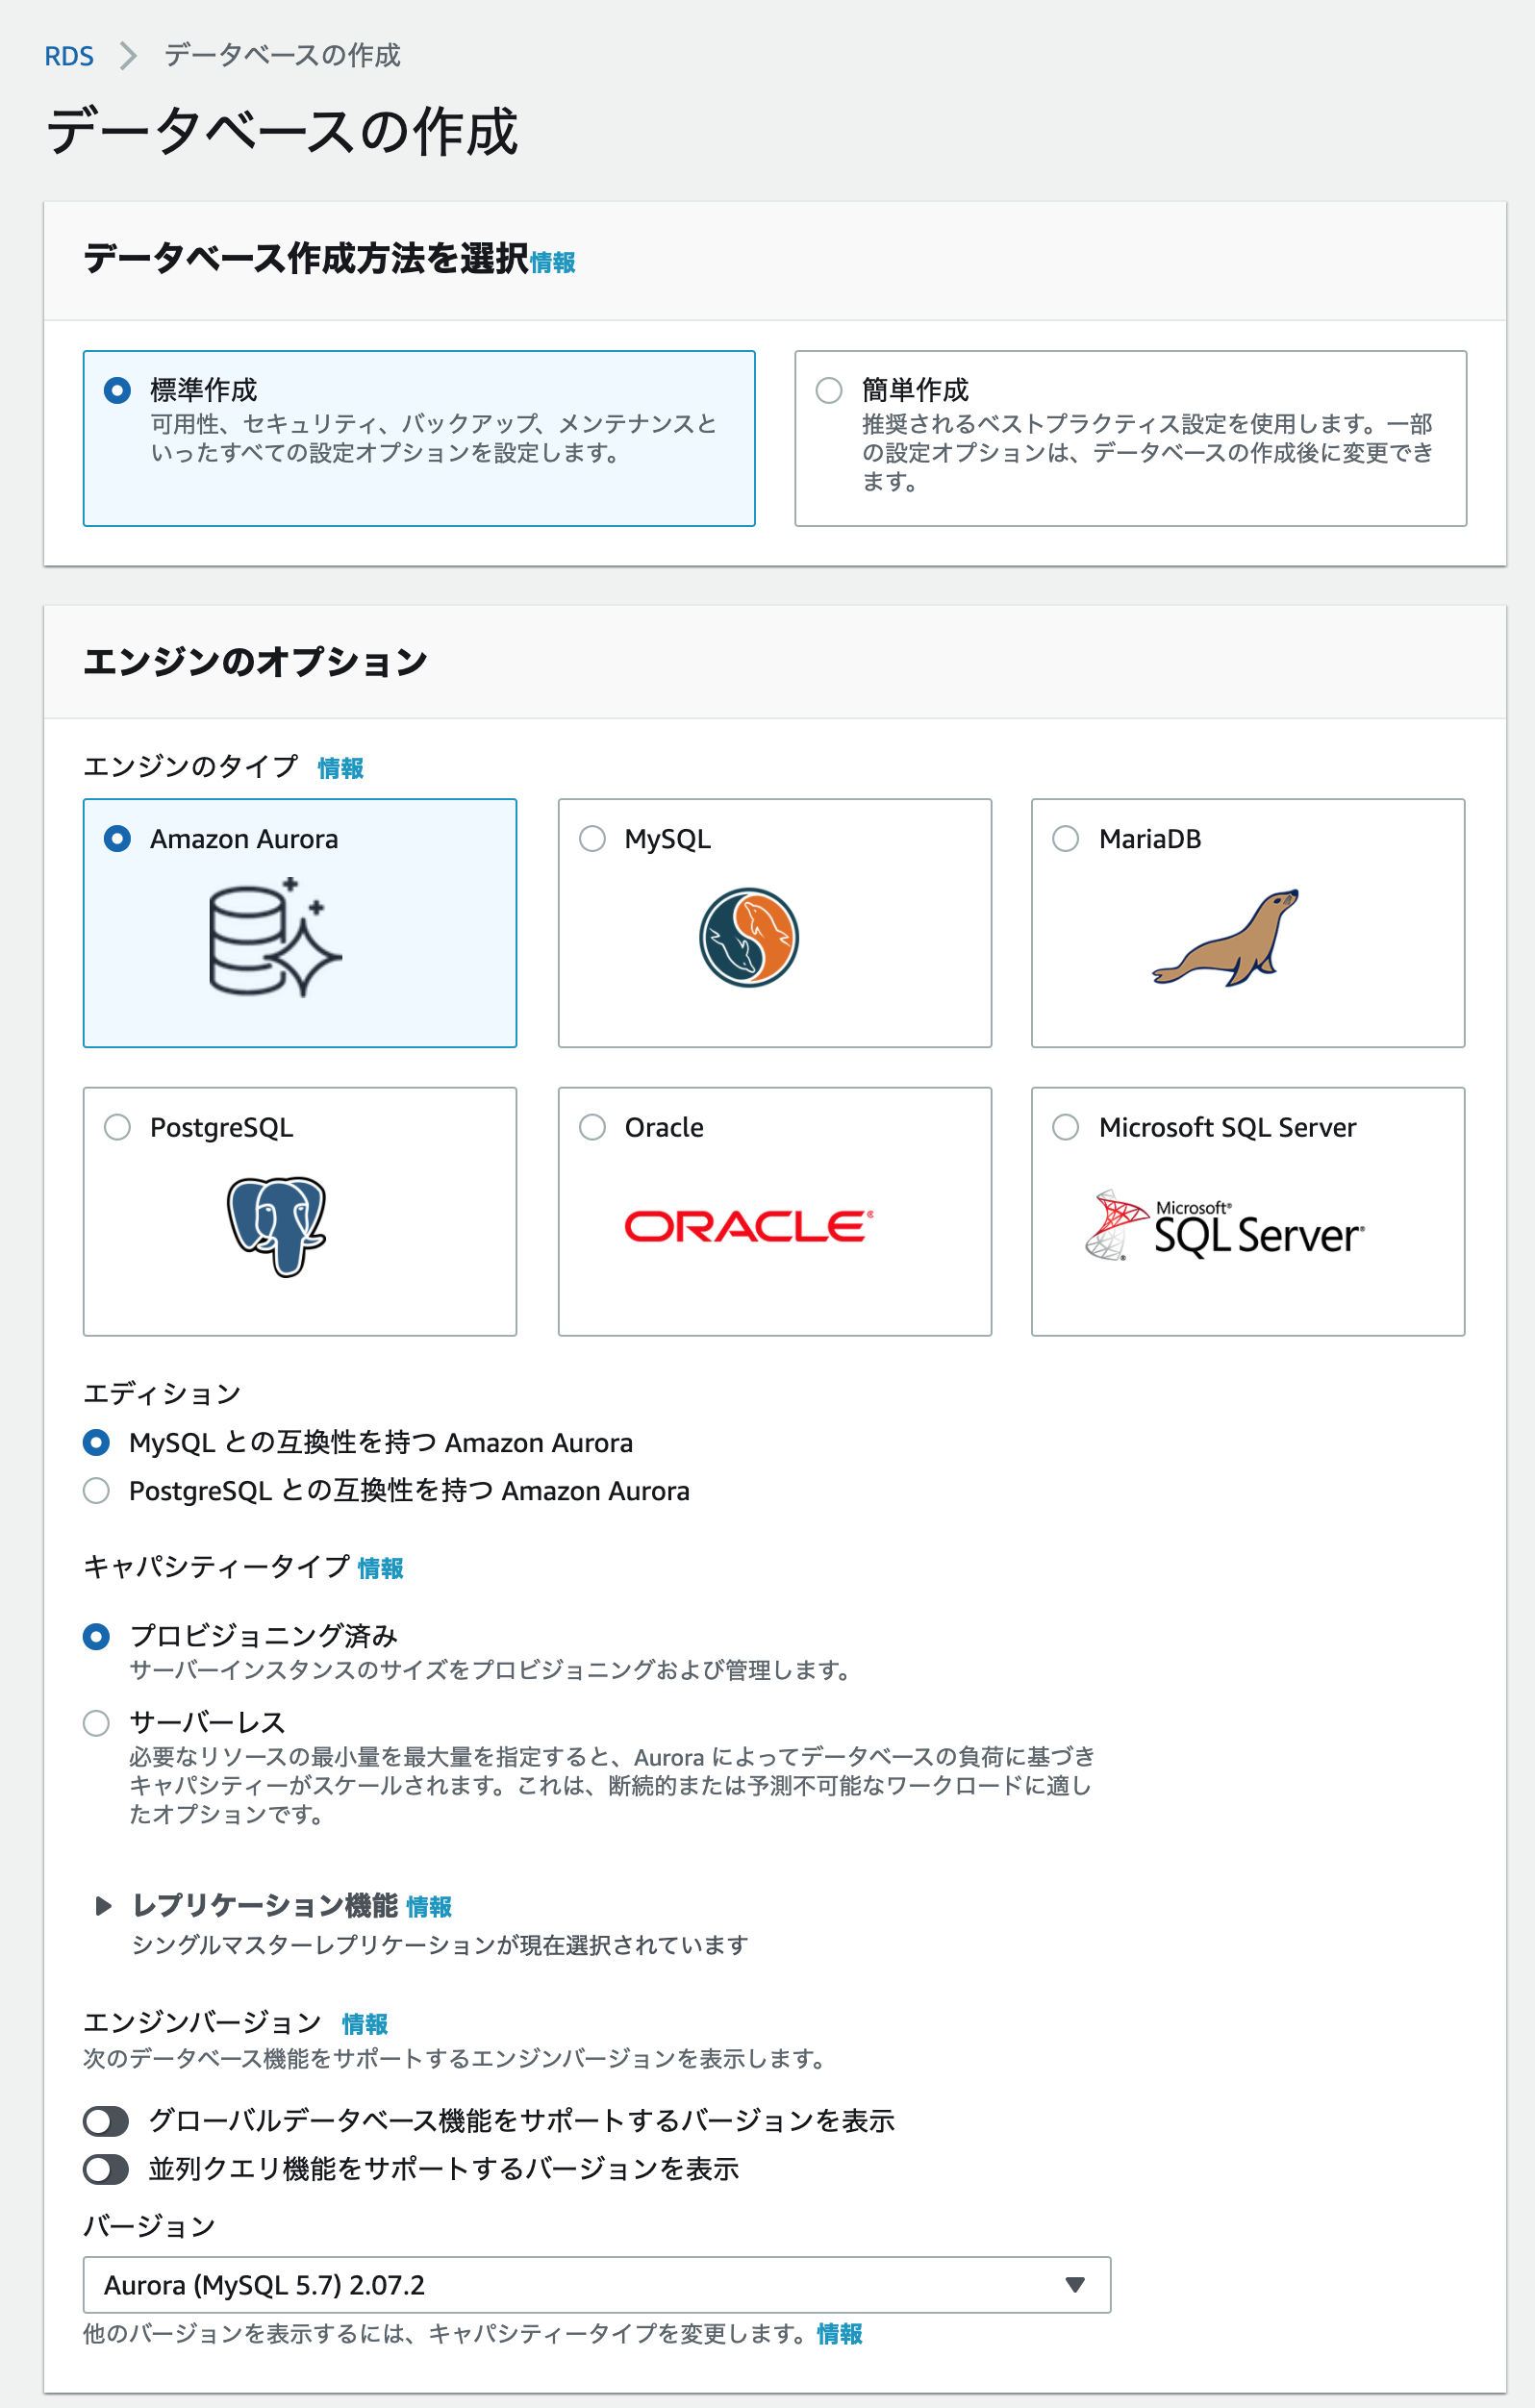 RDS データベースの作成
データベースの作成
データベース作成方法を選択情報
標準作成
可用性、セキュリティ、バックアップ、メンテナンスと
いったすべての設定オプションを設定します。
簡単作成
推奨されるベストプラクティス設定を使用します。一部
の設定オプションは、データベースの作成後に変更でき
ます。
エンジンのオプション
エンジンのタイプ 情報
Amazon Aurora
MySQL
MariaDB
PostgreSQL
Oracle
ORACLE®
Microsoft SQL Server
Microsoft®
SQL Server®
エディション
MySQL との互換性を持つ Amazon Aurora
PostgreSQL との互換性を持つ Amazon Aurora
キャパシティータイプ 情報
プロビジョニング済み
サーバーインスタンスのサイズをプロビジョニングおよび管理します。
サーバーレス
必要なリソースの最小量を最大量を指定すると、Aurora によってデータベースの負荷に基づき
キャパシティーがスケールされます。これは、断続的または予測不可能なワークロードに適し
たオプションです。
レプリケーション機能 情報
シングルマスターレプリケーションが現在選択されています
エンジンバージョン 情報
次のデータベース機能をサポートするエンジンバージョンを表示します。
グローバルデータベース機能をサポートするバージョンを表示
並列クエリ機能をサポートするバージョンを表示
バージョン
Aurora (MySQL 5.7) 2.07.2
他のバージョンを表示するには、キャパシティータイプを変更します。情報